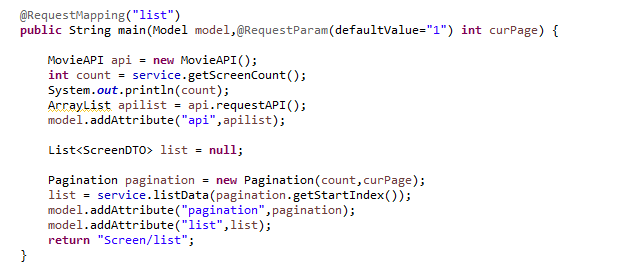 @RequestMapping("list")
public String main(Model model,@RequestParam(defaultValue="1") int curPage) {
MovieAPI api = new MovieAPI();
int count = service.getScreenCount();
System.out.println(count);
ArrayList apilist = api.requestAPI();
model.addAttribute("api",apilist);
List<ScreenDTO> list = null;
Pagination pagination = new Pagination(count,curPage);
list = service.listData(pagination.getStartIndex());
model.addAttribute("pagination",pagination);
model.addAttribute("list",list);
return "Screen/list";
}